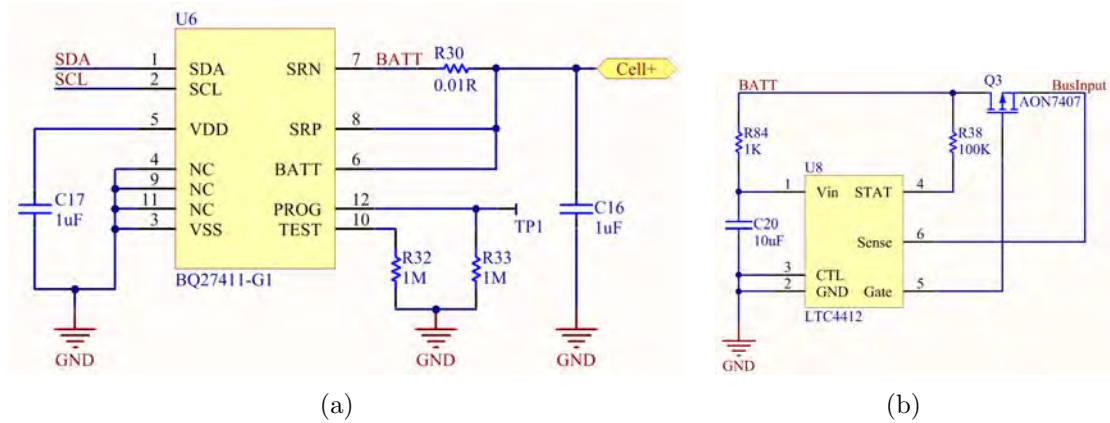 U6
SDA 1 SDA SRN 7 BATT R30 Cell+
SCL 2 SCL 0.01R
5 VDD SRP 8
4 NC BATT 6
9 NC
11 NC PROG 12 TP1
3 VSS TEST 10
C17
1uF
R32
1M
R33
1M
C16
1uF
BQ27411-G1
GND GND GND
(a)
BATT Q3 BusInput
AON7407
R84
1K
R38
100K
U8
1 Vin STAT 4
C20
10uF
Sense 6
3 CTL
2 GND Gate 5
LTC4412
GND
(b)